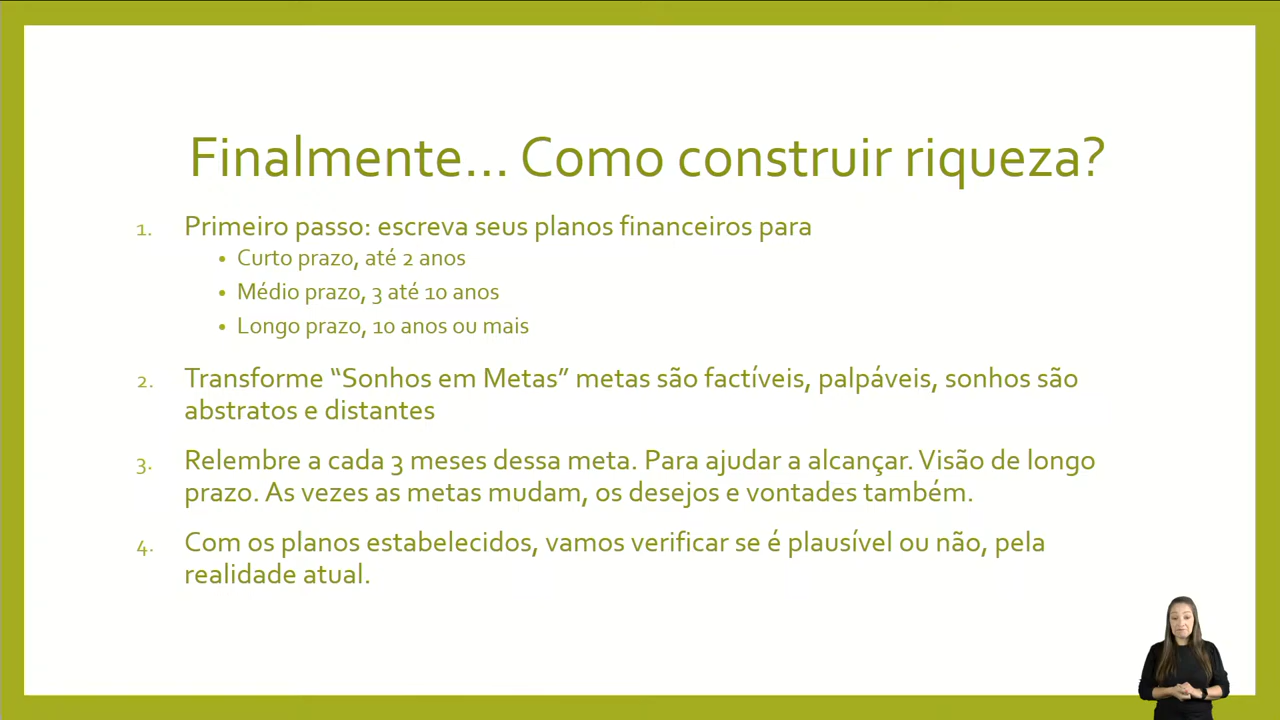 Finalmente... Como construir riqueza?
1. Primeiro passo: escreva seus planos financeiros para
• Curto prazo, até 2 anos
• Médio prazo, 3 até 10 anos
• Longo prazo, 10 anos ou mais
2. Transforme “Sonhos em Metas” metas são factíveis, palpáveis, sonhos são
abstratos e distantes
3. Relembre a cada 3 meses dessa meta. Para ajudar a alcançar. Visão de longo
prazo. As vezes as metas mudam, os desejos e vontades também.
4. Com os planos estabelecidos, vamos verificar se é plausível ou não, pela
realidade atual.